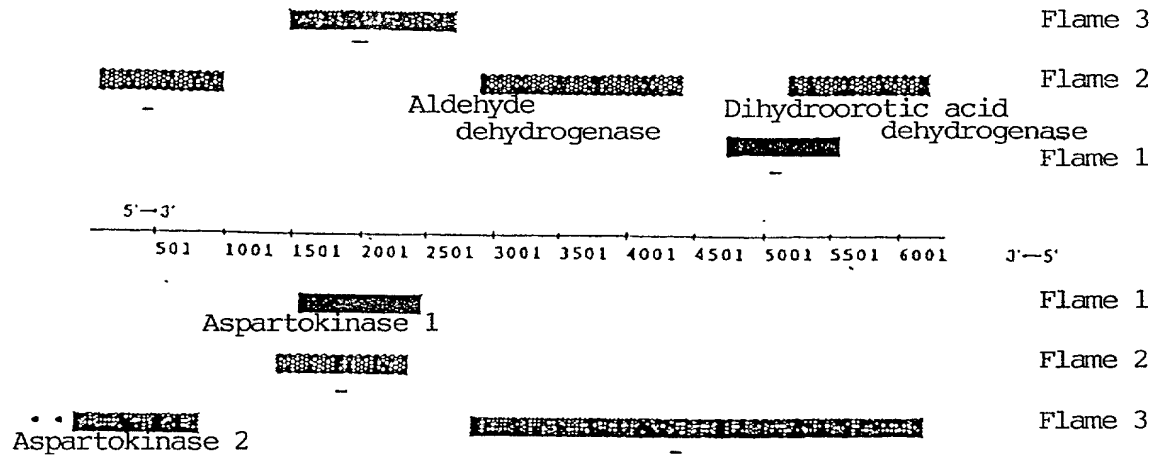 Flame 3
Flame 2
Aldehyde
dehydrogenase
Dihydroorotic acid
dehydrogenase
Flame 1
5'→3'
501 1001 1501 2001 2501 3001 3501 4001 4501 5001 5501 6001
3'←5'
Flame 1
Aspartokinase 1
Flame 2
Flame 3
Aspartokinase 2